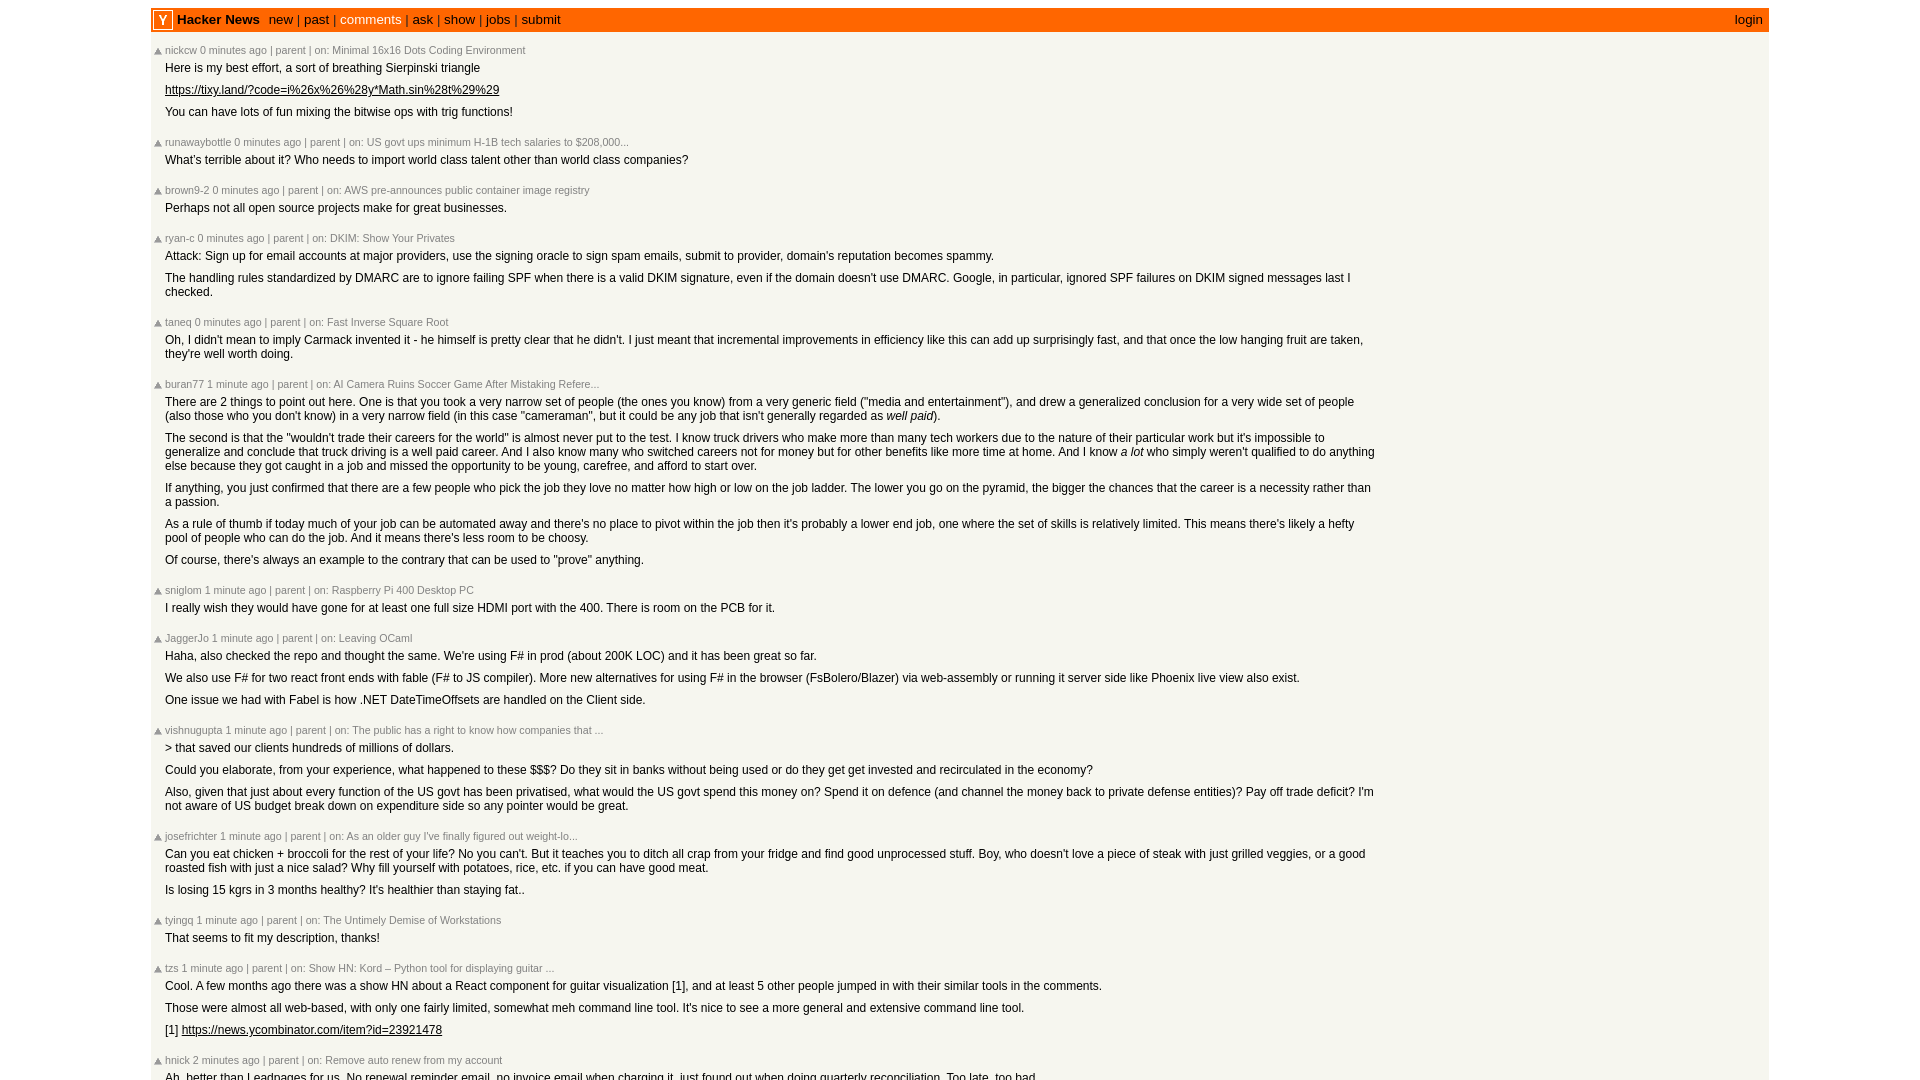 Y Hacker News new | past | comments | ask | show | jobs | submit login
nickcw 0 minutes ago | parent | on: Minimal 16x16 Dots Coding Environment
Here is my best effort, a sort of breathing Sierpinski triangle
https://tixy.land/?code=i%26x%26%28y*Math.sin%28t%29%29
You can have lots of fun mixing the bitwise ops with trig functions!
runawaybottle 0 minutes ago | parent | on: US govt ups minimum H-1B tech salaries to $208,000...
What's terrible about it? Who needs to import world class talent other than world class companies?
brown9-2 0 minutes ago | parent | on: AWS pre-announces public container image registry
Perhaps not all open source projects make for great businesses.
ryan-c 0 minutes ago | parent | on: DKIM: Show Your Privates
Attack: Sign up for email accounts at major providers, use the signing oracle to sign spam emails, submit to provider, domain's reputation becomes spammy.
The handling rules standardized by DMARC are to ignore failing SPF when there is a valid DKIM signature, even if the domain doesn't use DMARC. Google, in particular, ignored SPF failures on DKIM signed messages last I
checked.
taneq 0 minutes ago | parent | on: Fast Inverse Square Root
Oh, I didn't mean to imply Carmack invented it - he himself is pretty clear that he didn't. I just meant that incremental improvements in efficiency like this can add up surprisingly fast, and that once the low hanging fruit are taken,
they're well worth doing.
buran77 1 minute ago | parent | on: AI Camera Ruins Soccer Game After Mistaking Refere...
There are 2 things to point out here. One is that you took a very narrow set of people (the ones you know) from a very generic field ("media and entertainment"), and drew a generalized conclusion for a very wide set of people
(also those who you don't know) in a very narrow field (in this case "cameraman", but it could be any job that isn't generally regarded as well paid).
The second is that the "wouldn't trade their careers for the world" is almost never put to the test. I know truck drivers who make more than many tech workers due to the nature of their particular work but it's impossible to
generalize and conclude that truck driving is a well paid career. And I also know many who switched careers not for money but for other benefits like more time at home. And I know a lot who simply weren't qualified to do anything
else because they got caught in a job and missed the opportunity to be young, carefree, and afford to start over.
If anything, you just confirmed that there are a few people who pick the job they love no matter how high or low on the job ladder. The lower you go on the pyramid, the bigger the chances that the career is a necessity rather than
a passion.
As a rule of thumb if today much of your job can be automated away and there's no place to pivot within the job then it's probably a lower end job, one where the set of skills is relatively limited. This means there's likely a hefty
pool of people who can do the job. And it means there's less room to be choosy.
Of course, there's always an example to the contrary that can be used to "prove" anything.
sniglom 1 minute ago | parent | on: Raspberry Pi 400 Desktop PC
I really wish they would have gone for at least one full size HDMI port with the 400. There is room on the PCB for it.
JaggerJo 1 minute ago | parent | on: Leaving OCaml
Haha, also checked the repo and thought the same. We're using F# in prod (about 200K LOC) and it has been great so far.
We also use F# for two react front ends with fable (F# to JS compiler). More new alternatives for using F# in the browser (FsBolero/Blazer) via web-assembly or running it server side like Phoenix live view also exist.
One issue we had with Fabel is how .NET DateTimeOffsets are handled on the Client side.
vishnugupta 1 minute ago | parent | on: The public has a right to know how companies that ...
> that saved our clients hundreds of millions of dollars.
Could you elaborate, from your experience, what happened to these $$$? Do they sit in banks without being used or do they get get invested and recirculated in the economy?
Also, given that just about every function of the US govt has been privatised, what would the US govt spend this money on? Spend it on defence (and channel the money back to private defense entities)? Pay off trade deficit? I'm
not aware of US budget break down on expenditure side so any pointer would be great.
josefrichter 1 minute ago | parent | on: As an older guy I've finally figured out weight-lo...
Can you eat chicken + broccoli for the rest of your life? No you can't. But it teaches you to ditch all crap from your fridge and find good unprocessed stuff. Boy, who doesn't love a piece of steak with just grilled veggies, or a good
roasted fish with just a nice salad? Why fill yourself with potatoes, rice, etc. if you can have good meat.
Is losing 15 kgrs in 3 months healthy? It's healthier than staying fat..
tyingq 1 minute ago | parent | on: The Untimely Demise of Workstations
That seems to fit my description, thanks!
tzs 1 minute ago | parent | on: Show HN: Kord – Python tool for displaying guitar ...
Cool. A few months ago there was a show HN about a React component for guitar visualization [1], and at least 5 other people jumped in with their similar tools in the comments.
Those were almost all web-based, with only one fairly limited, somewhat meh command line tool. It's nice to see a more general and extensive command line tool.
[1] https://news.ycombinator.com/item?id=23921478
hnick 2 minutes ago | parent | on: Remove auto renew from my account
Ah, better than Leadpages for us. No renewal reminder email, no invoice email when charging it, just found out when doing quarterly reconciliation. Too late, too bad.